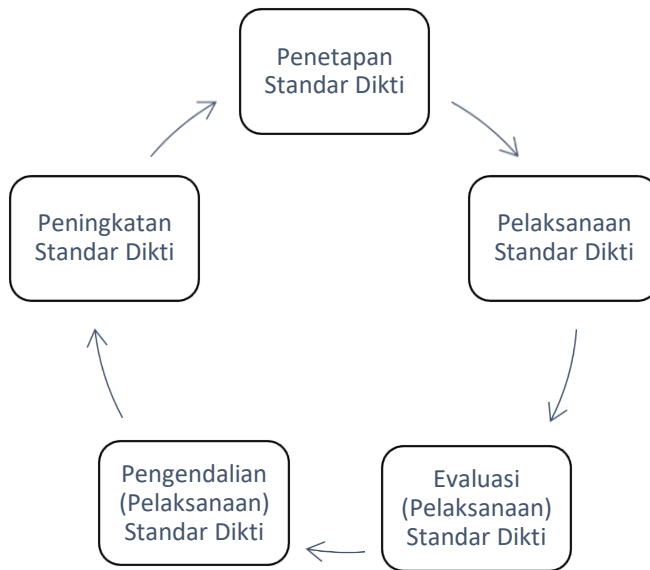 Penetapan
Standar Dikti
Pelaksanaan
Standar Dikti
Evaluasi
(Pelaksanaan)
Standar Dikti
Pengendalian
(Pelaksanaan)
Standar Dikti
Peningkatan
Standar Dikti